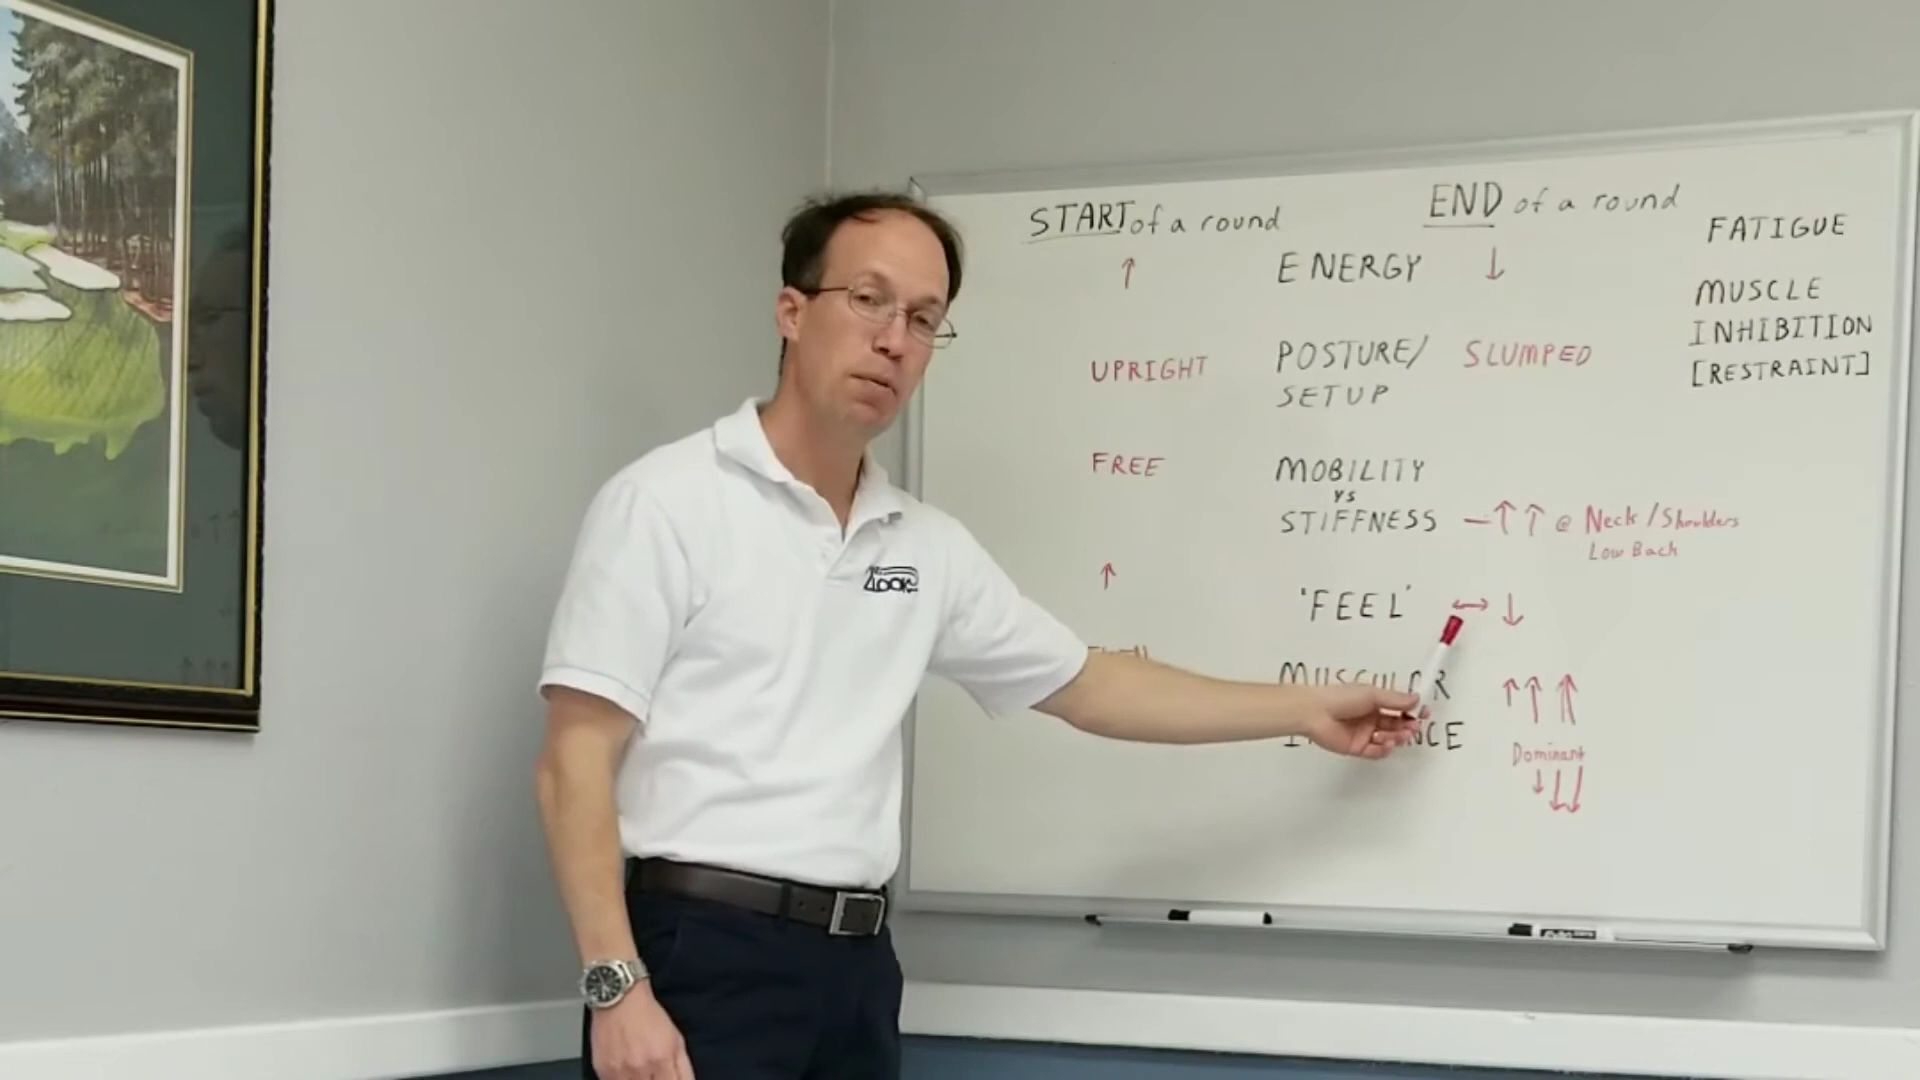 START of a round
END of a round
FATIGUE
↑ ENERGY ↓
MUSCLE
INHIBITION
[RESTRAINT]
UPRIGHT POSTURE/ SLUMPED
SETUP
FREE MOBILITY
vs
STIFFNESS –↑↑ @ Neck/Shoulders
Low Back
↑ 'FEEL' ↔ ↓
↑↑ ↑
Dominant
↓↓↓